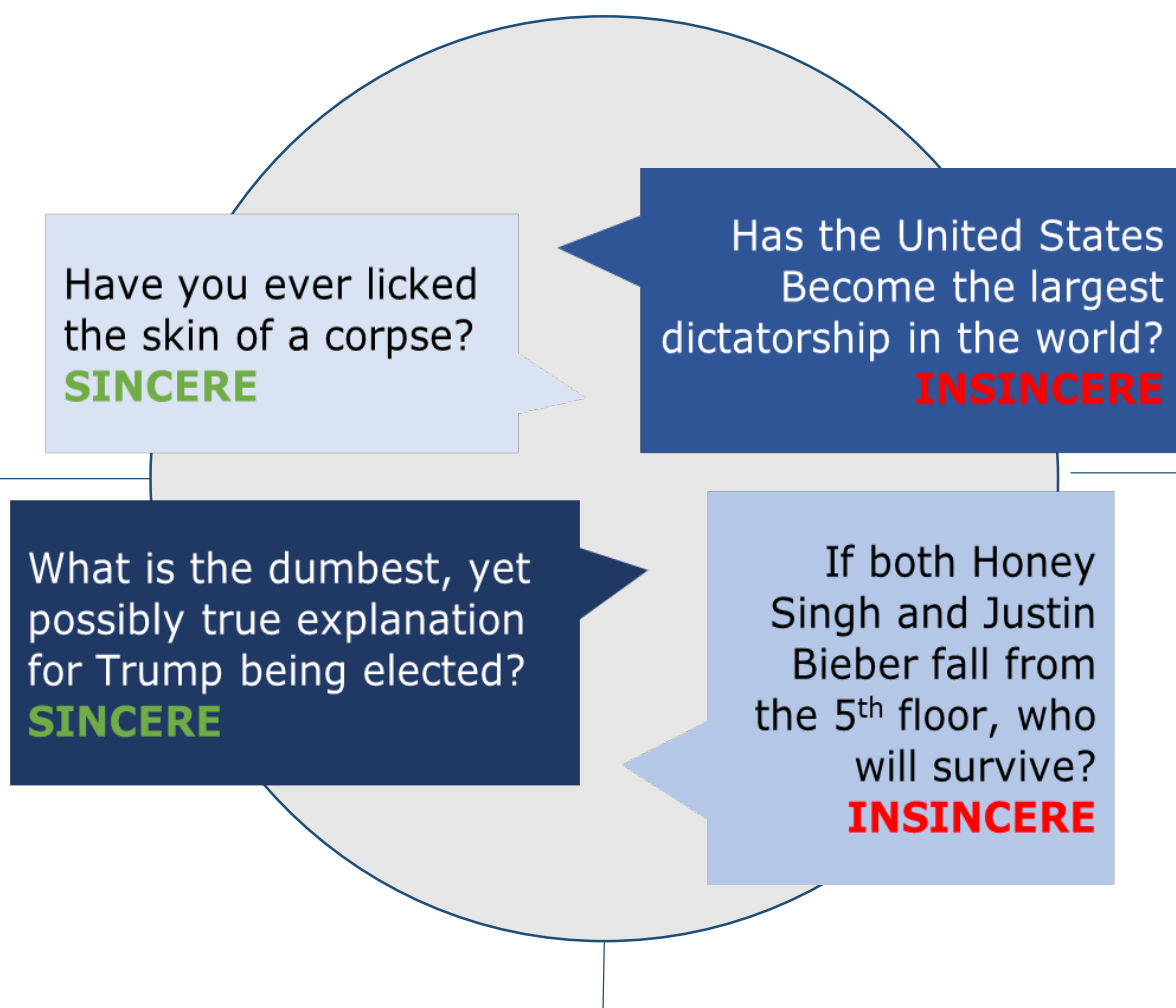 Have you ever licked
the skin of a corpse?
SINCERE
Has the United States
Become the largest
dictatorship in the world?
INSINCERE
What is the dumbest, yet
possibly true explanation
for Trump being elected?
SINCERE
If both Honey
Singh and Justin
Bieber fall from
the 5th floor, who
will survive?
INSINCERE